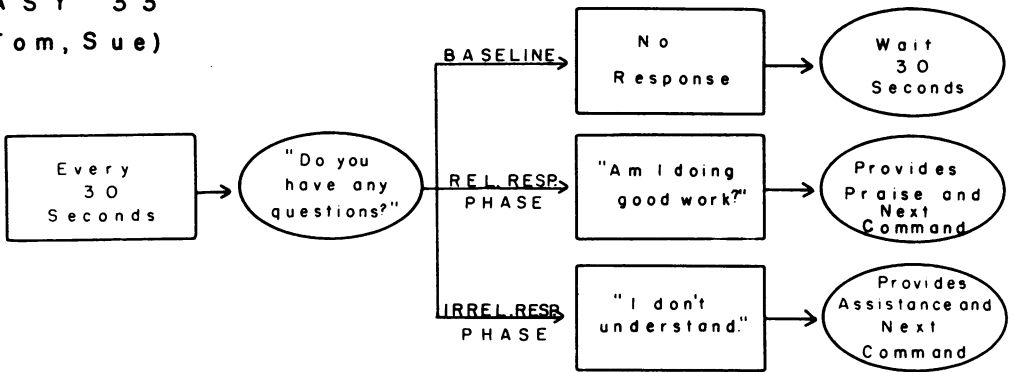 33
Tom, Sue)
BASELINE
No
Response
Wait
30
Seconds
Every
30
Seconds
"Do you
have any
questions?"
REL. RESP.
PHASE
"Am I doing
good work?"
Provides
Praise and
Next
Command
IRREL. RESP.
PHASE
"I don't
understand."
Provides
Assistance and
Next
Command